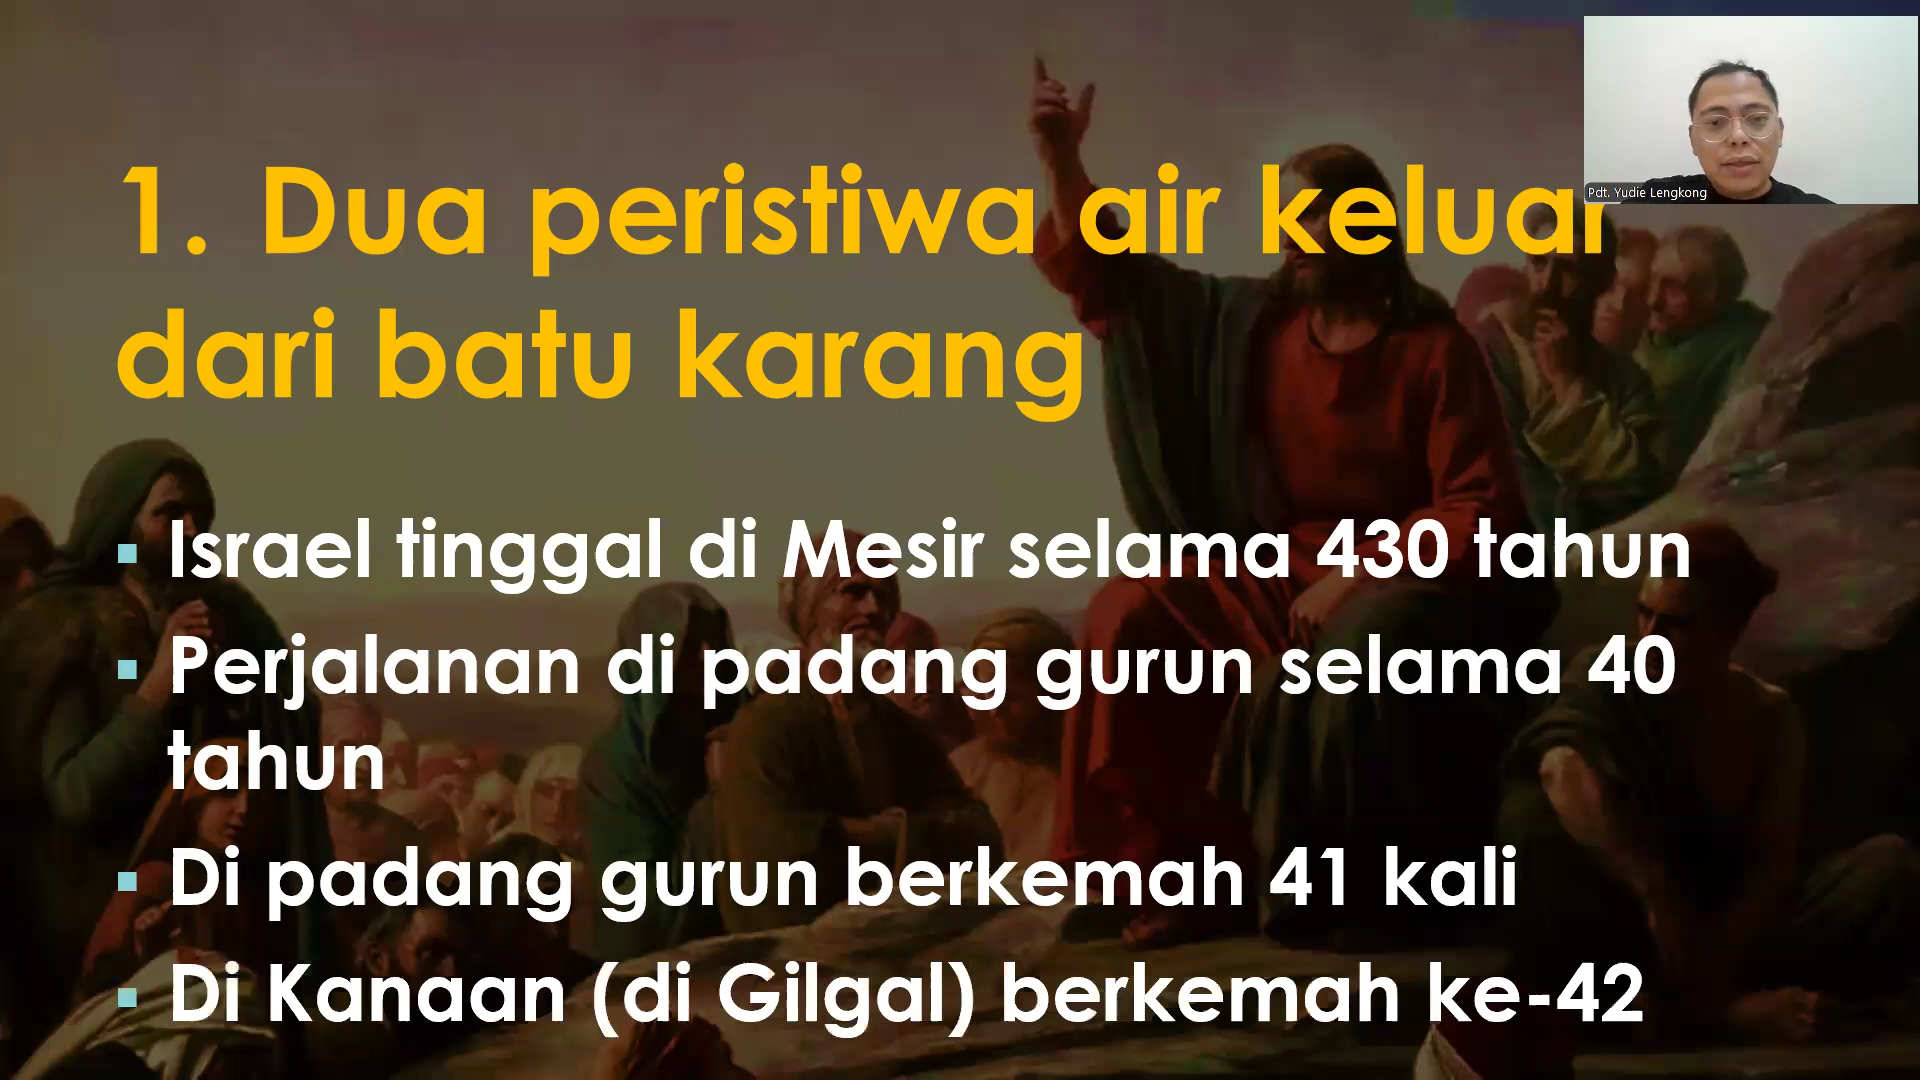 Pdt. Yudie Lengkong
1. Dua peristiwa air keluar
dari batu karang
Israel tinggal di Mesir selama 430 tahun
Perjalanan di padang gurun selama 40
tahun
Di padang gurun berkemah 41 kali
Di Kanaan (di Gilgal) berkemah ke-42